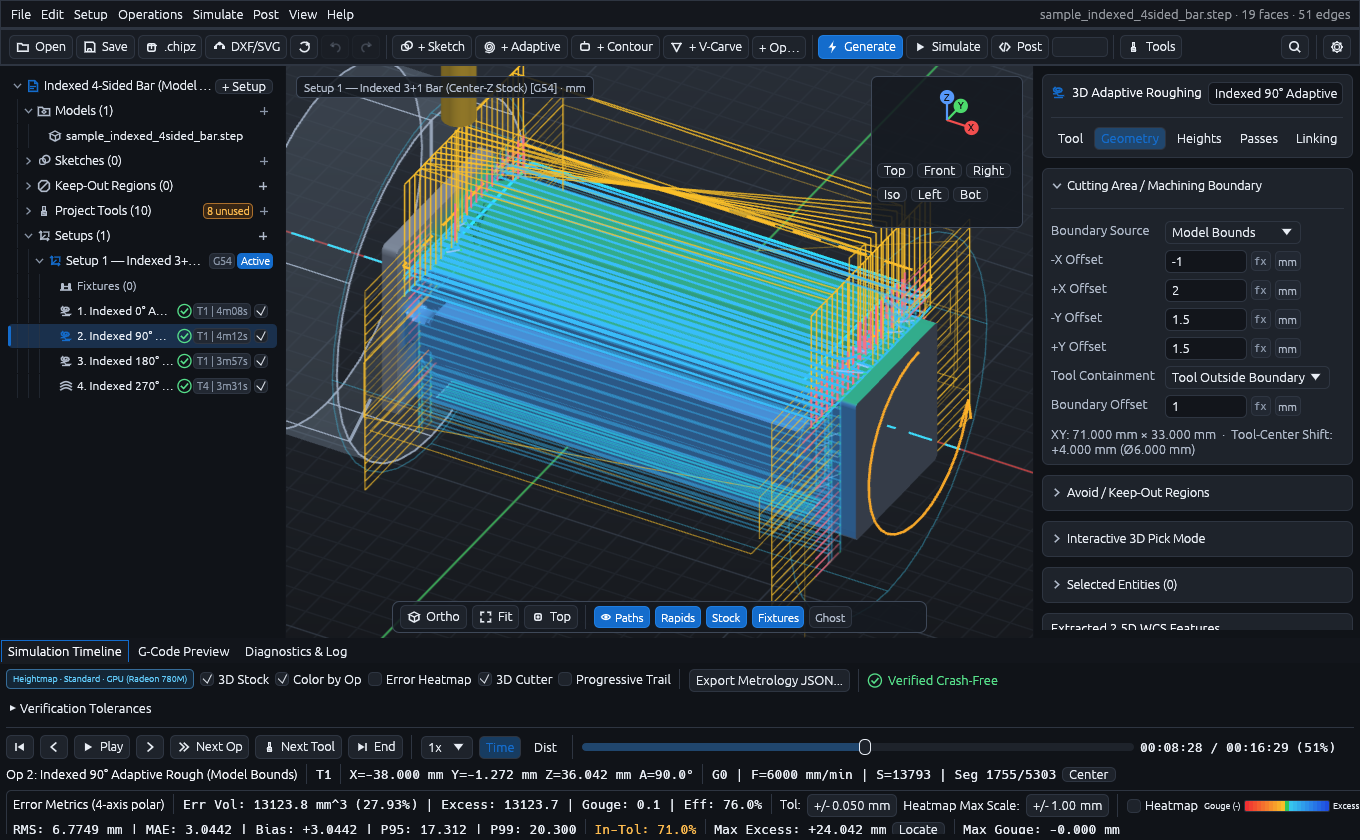 File Edit Setup Operations Simulate Post View Help
sample_indexed_4sided_bar.step · 19 faces · 51 edges
Open Save .chipz DXF/SVG + Sketch + Adaptive + Contour + V-Carve + Op… Generate Simulate Post Tools
Indexed 4-Sided Bar (Model … + Setup
Models (1) +
sample_indexed_4sided_bar.step
Sketches (0) +
Keep-Out Regions (0) +
Project Tools (10) 8 unused +
Setups (1) +
Setup 1 — Indexed 3+… G54 Active
Fixtures (0)
1. Indexed 0° A… T1 | 4m08s
2. Indexed 90° … T1 | 4m12s
3. Indexed 180° … T1 | 3m57s
4. Indexed 270° … T4 | 3m31s
Setup 1 — Indexed 3+1 Bar (Center-Z Stock) [G54] · mm
Z
Y
X
Top Front Right
Iso Left Bot
Ortho Fit Top Paths Rapids Stock Fixtures Ghost
3D Adaptive Roughing Indexed 90° Adaptive
Tool Geometry Heights Passes Linking
Cutting Area / Machining Boundary
Boundary Source Model Bounds
-X Offset -1 fx mm
+X Offset 2 fx mm
-Y Offset 1.5 fx mm
+Y Offset 1.5 fx mm
Tool Containment Tool Outside Boundary
Boundary Offset 1 fx mm
XY: 71.000 mm × 33.000 mm · Tool-Center Shift:
+4.000 mm (Ø6.000 mm)
Avoid / Keep-Out Regions
Interactive 3D Pick Mode
Selected Entities (0)
Extracted 2.5D WCS Features
Simulation Timeline G-Code Preview Diagnostics & Log
Heightmap · Standard · GPU (Radeon 780M) 3D Stock Color by Op Error Heatmap 3D Cutter Progressive Trail Export Metrology JSON... Verified Crash-Free
Verification Tolerances
Play Next Op Next Tool End 1x Time Dist 00:08:28 / 00:16:29 (51%)
Op 2: Indexed 90° Adaptive Rough (Model Bounds) T1 X=-38.000 mm Y=-1.272 mm Z=36.042 mm A=90.0° G0 | F=6000 mm/min | S=13793 | Seg 1755/5303 Center
Error Metrics (4-axis polar) Err Vol: 13123.8 mm^3 (27.93%) | Excess: 13123.7 | Gouge: 0.1 | Eff: 76.0% Tol: +/-0.050 mm Heatmap Max Scale: +/-1.00 mm Heatmap Gouge (-) Excess
RMS: 6.7749 mm | MAE: 3.0442 | Bias: +3.0442 | P95: 17.312 | P99: 20.300 In-Tol: 71.0% Max Excess: +24.042 mm Locate Max Gouge: -0.000 mm